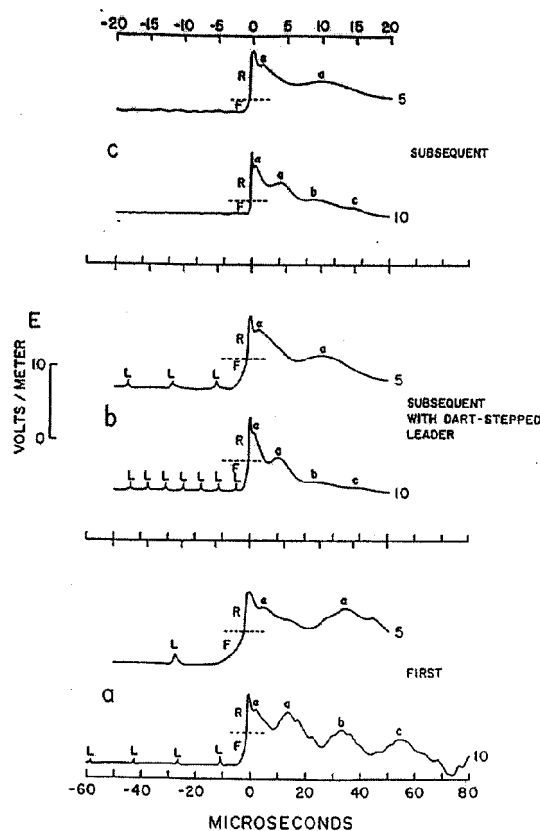 -20 -15 -10 -5 0 5 10 15 20
R a a
F 5
C SUBSEQUENT
R a a b c
F 10
E
VOLTS / METER
10
0
L L L R F a a 5
b SUBSEQUENT
WITH DART-STEPPED
LEADER
L L L L L L L R F a a b c 10
R a a
L F 5
FIRST
a
R a a b c
L L L L F 10
-60 -40 -20 0 20 40 60 80
MICROSECONDS